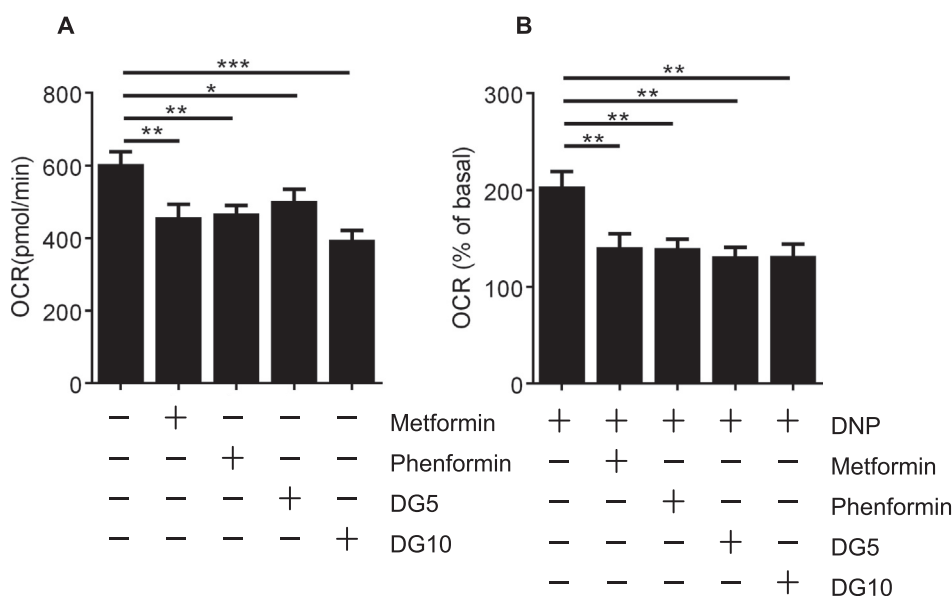 A
***
*
**
**
800
600
400
200
0
OCR(pmol/min)
− + − − − Metformin
− − + − − Phenformin
− − − + − DG5
− − − − + DG10
B
**
**
**
**
300
200
100
0
OCR (% of basal)
+ + + + + DNP
− + − − − Metformin
− − + − − Phenformin
− − − + − DG5
− − − − + DG10